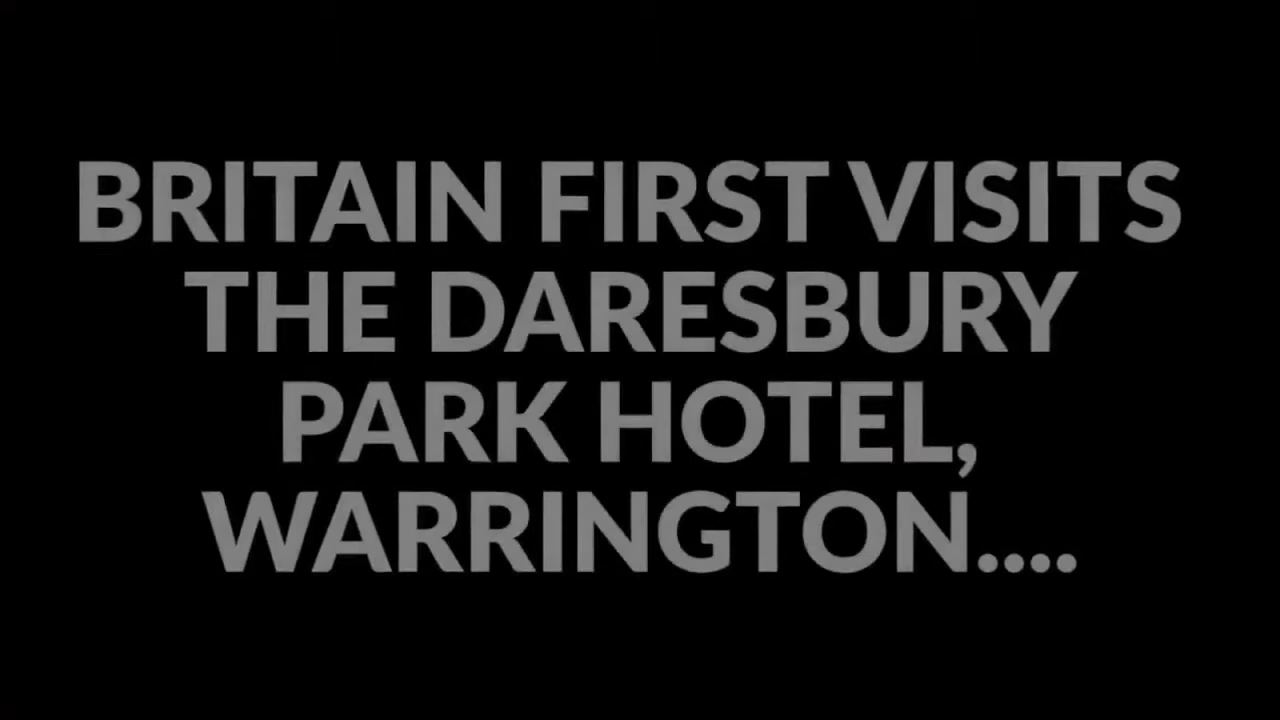 BRITAIN FIRST VISITS
THE DARESBURY
PARK HOTEL,
WARRINGTON....